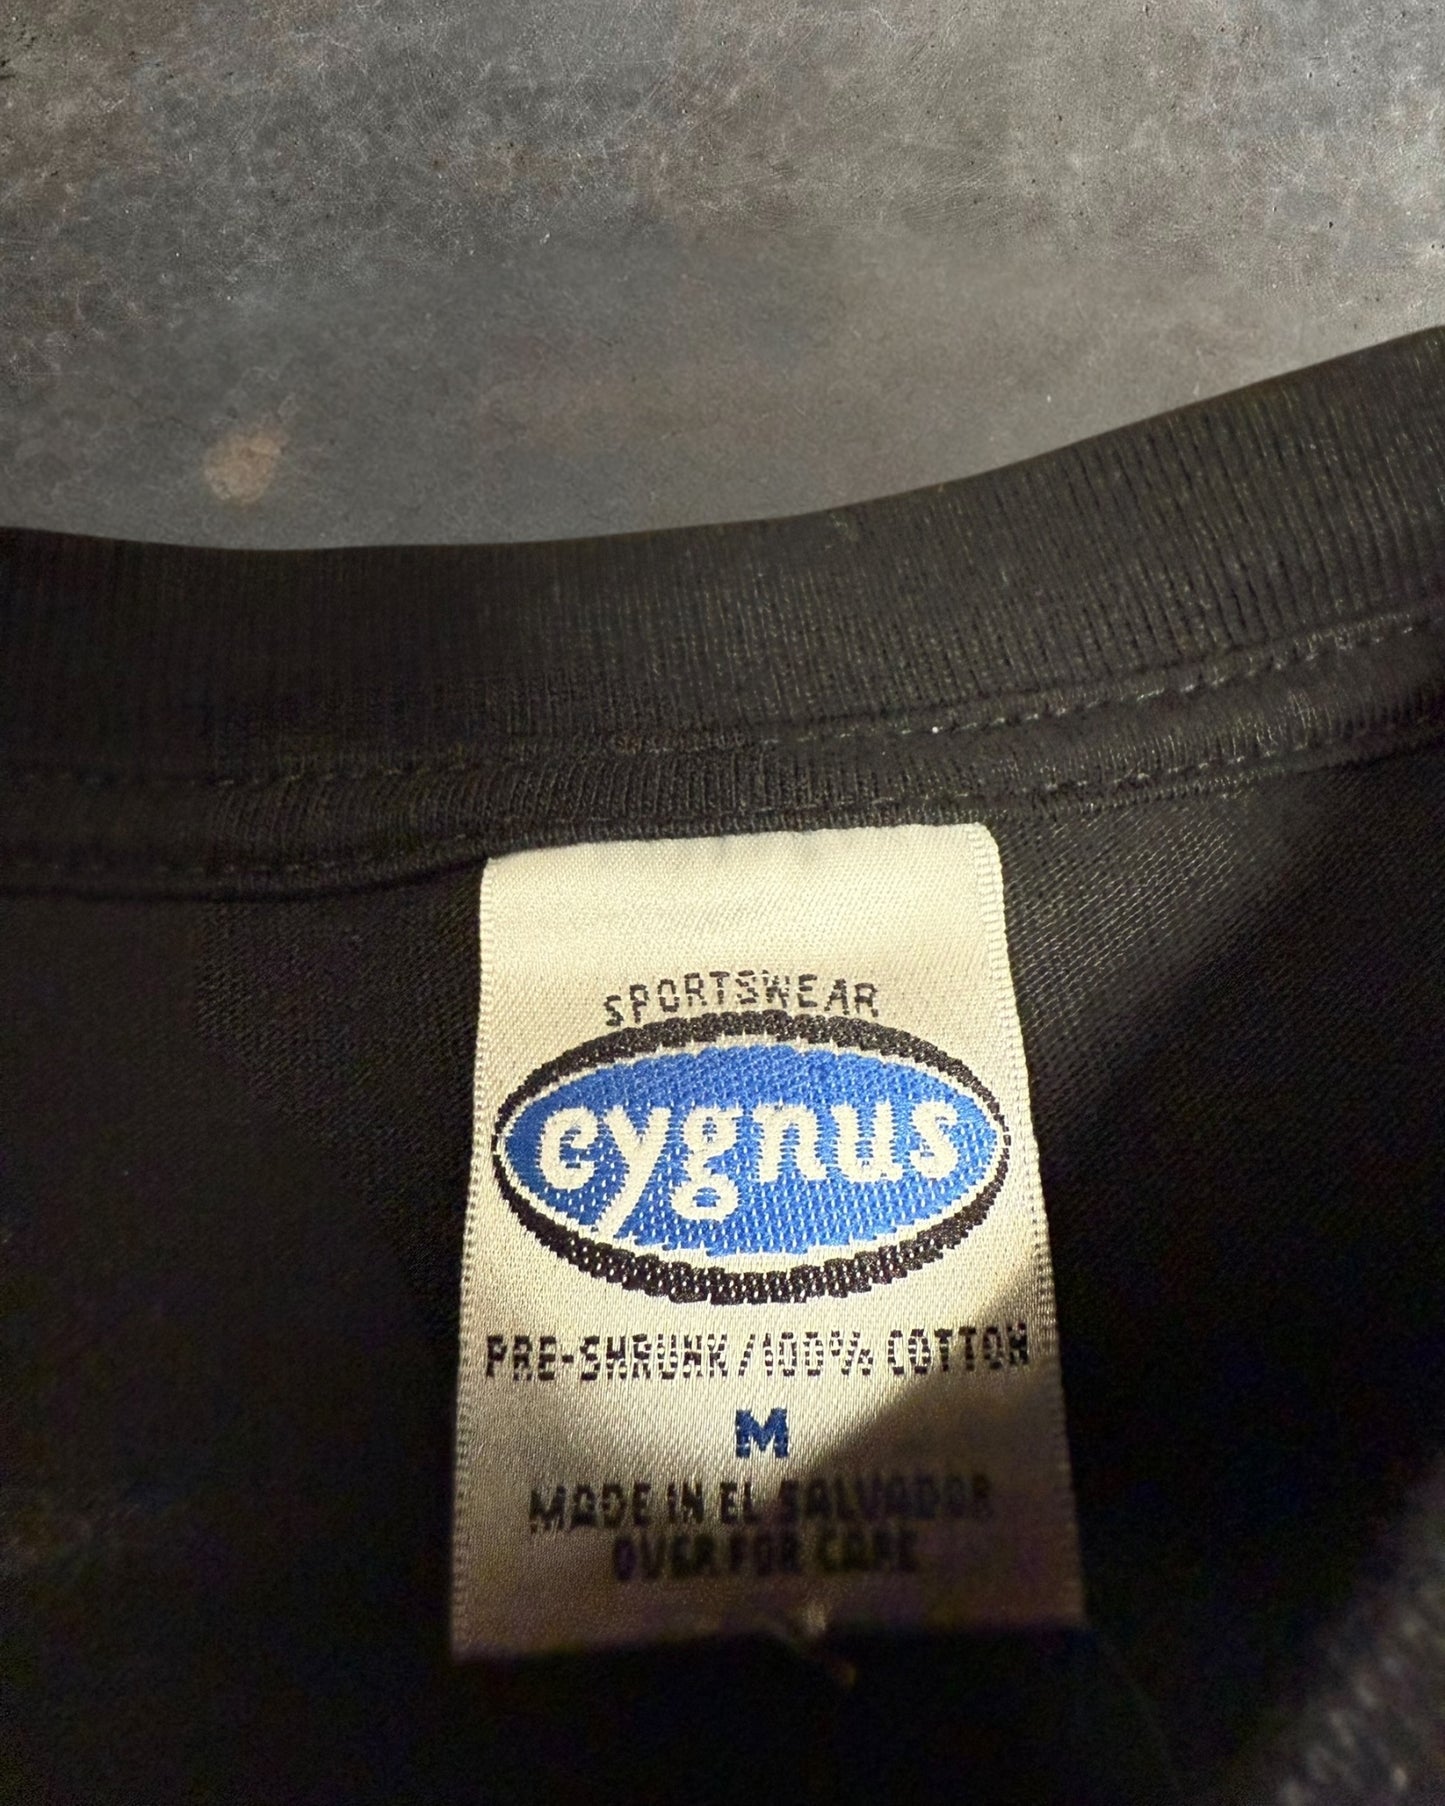 SPORTSWEAR
cygnus
PRE-SHRUNK/100% COTTON
M
MADE IN EL SALVADOR
OVER FOR CARE